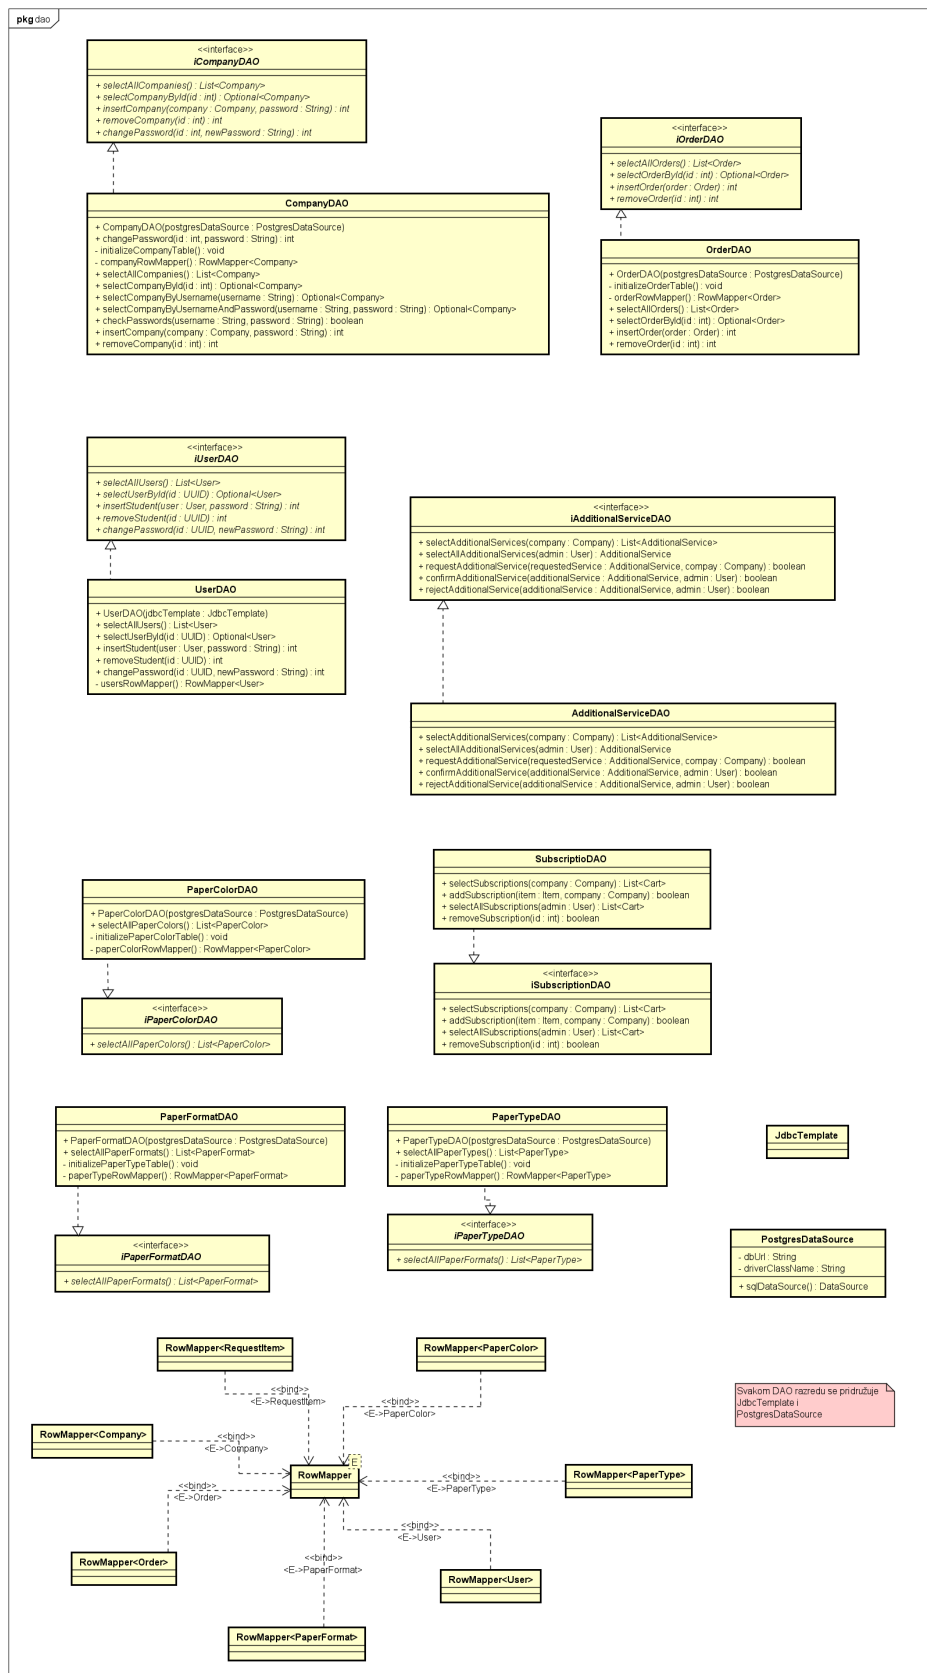 pkg dao
<<interface>>
iCompanyDAO
+ selectAllCompanies() : List<Company>
+ selectCompanyById(id : int) : Optional<Company>
+ insertCompany(company : Company, password : String) : int
+ removeCompany(id : int) : int
+ changePassword(id : int, newPassword : String) : int
CompanyDAO
+ CompanyDAO(postgresDataSource : PostgresDataSource)
+ changePassword(id : int, password : String) : int
- initializeCompanyTable() : void
- companyRowMapper() : RowMapper<Company>
+ selectAllCompanies() : List<Company>
+ selectCompanyById(id : int) : Optional<Company>
+ selectCompanyByUsername(username : String) : Optional<Company>
+ selectCompanyByUsernameAndPassword(username : String, password : String) : Optional<Company>
+ checkPasswords(username : String, password : String) : boolean
+ insertCompany(company : Company, password : String) : int
+ removeCompany(id : int) : int
<<interface>>
iOrderDAO
+ selectAllOrders() : List<Order>
+ selectOrderById(id : int) : Optional<Order>
+ insertOrder(order : Order) : int
+ removeOrder(id : int) : int
OrderDAO
+ OrderDAO(postgresDataSource : PostgresDataSource)
- initializeOrderTable() : void
- orderRowMapper() : RowMapper<Order>
+ selectAllOrders() : List<Order>
+ selectOrderById(id : int) : Optional<Order>
+ insertOrder(order : Order) : int
+ removeOrder(id : int) : int
<<interface>>
iUserDAO
+ selectAllUsers() : List<User>
+ selectUserById(id : UUID) : Optional<User>
+ insertStudent(user : User, password : String) : int
+ removeStudent(id : UUID) : int
+ changePassword(id : UUID, newPassword : String) : int
UserDAO
+ UserDAO(jdbcTemplate : JdbcTemplate)
+ selectAllUsers() : List<User>
+ selectUserById(id : UUID) : Optional<User>
+ insertStudent(user : User, password : String) : int
+ removeStudent(id : UUID) : int
+ changePassword(id : UUID, newPassword : String) : int
- usersRowMapper() : RowMapper<User>
<<interface>>
iAdditionalServiceDAO
+ selectAdditionalServices(company : Company) : List<AdditionalService>
+ selectAllAdditionalServices(admin : User) : AdditionalService
+ requestAdditionalService(requestedService : AdditionalService, compay : Company) : boolean
+ confirmAdditionalService(additionalService : AdditionalService, admin : User) : boolean
+ rejectAdditionalService(additionalService : AdditionalService, admin : User) : boolean
AdditionalServiceDAO
+ selectAdditionalServices(company : Company) : List<AdditionalService>
+ selectAllAdditionalServices(admin : User) : AdditionalService
+ requestAdditionalService(requestedService : AdditionalService, compay : Company) : boolean
+ confirmAdditionalService(additionalService : AdditionalService, admin : User) : boolean
+ rejectAdditionalService(additionalService : AdditionalService, admin : User) : boolean
PaperColorDAO
+ PaperColorDAO(postgresDataSource : PostgresDataSource)
+ selectAllPaperColors() : List<PaperColor>
- initializePaperColorTable() : void
- paperColorRowMapper() : RowMapper<PaperColor>
<<interface>>
iPaperColorDAO
+ selectAllPaperColors() : List<PaperColor>
SubscriptioDAO
+ selectSubscriptions(company : Company) : List<Cart>
+ addSubscription(item : Item, company : Company) : boolean
+ selectAllSubscriptions(admin : User) : List<Cart>
+ removeSubscription(id : int) : boolean
<<interface>>
iSubscriptionDAO
+ selectSubscriptions(company : Company) : List<Cart>
+ addSubscription(item : Item, company : Company) : boolean
+ selectAllSubscriptions(admin : User) : List<Cart>
+ removeSubscription(id : int) : boolean
PaperFormatDAO
+ PaperFormatDAO(postgresDataSource : PostgresDataSource)
+ selectAllPaperFormats() : List<PaperFormat>
- initializePaperTypeTable() : void
- paperTypeRowMapper() : RowMapper<PaperFormat>
<<interface>>
iPaperFormatDAO
+ selectAllPaperFormats() : List<PaperFormat>
PaperTypeDAO
+ PaperTypeDAO(postgresDataSource : PostgresDataSource)
+ selectAllPaperTypes() : List<PaperType>
- initializePaperTypeTable() : void
- paperTypeRowMapper() : RowMapper<PaperType>
<<interface>>
iPaperTypeDAO
+ selectAllPaperFormats() : List<PaperType>
JdbcTemplate
PostgresDataSource
- dbUrl : String
- driverClassName : String
+ sqlDataSource() : DataSource
RowMapper<RequestItem>
<<bind>>
<E->RequestItem>
RowMapper<PaperColor>
<<bind>>
<E->PaperColor>
Svakom DAO razredu se pridružuje
JdbcTemplate i
PostgresDataSource
RowMapper<Company>
<<bind>>
<E->Company>
E
RowMapper
<<bind>>
<E->PaperType>
RowMapper<PaperType>
<<bind>>
<E->Order>
<<bind>>
<E->User>
RowMapper<Order>
<<bind>>
<E->PaperFormat>
RowMapper<User>
RowMapper<PaperFormat>